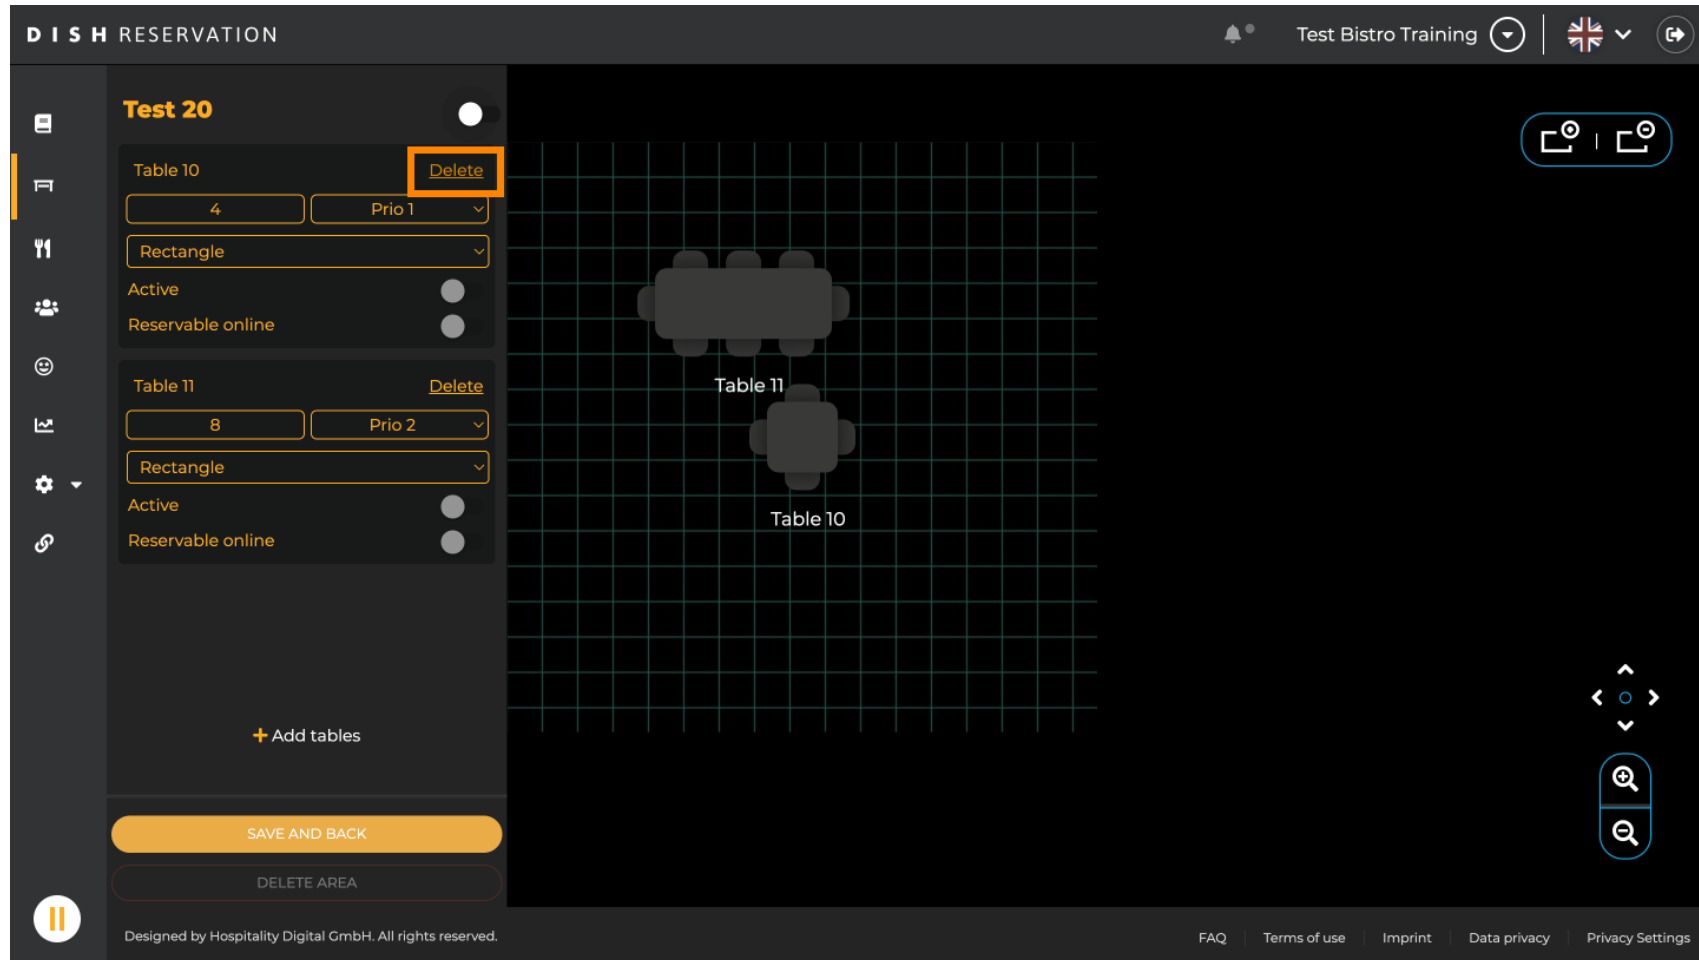 DISH RESERVATION
Test Bistro Training
Test 20
Table 10
Delete
4
Prio 1
Rectangle
Active
Reservable online
Table 11
Delete
8
Prio 2
Rectangle
Active
Reservable online
Add tables
SAVE AND BACK
DELETE AREA
Table 11
Table 10
Designed by Hospitality Digital GmbH. All rights reserved.
FAQ
Terms of use
Imprint
Data privacy
Privacy Settings